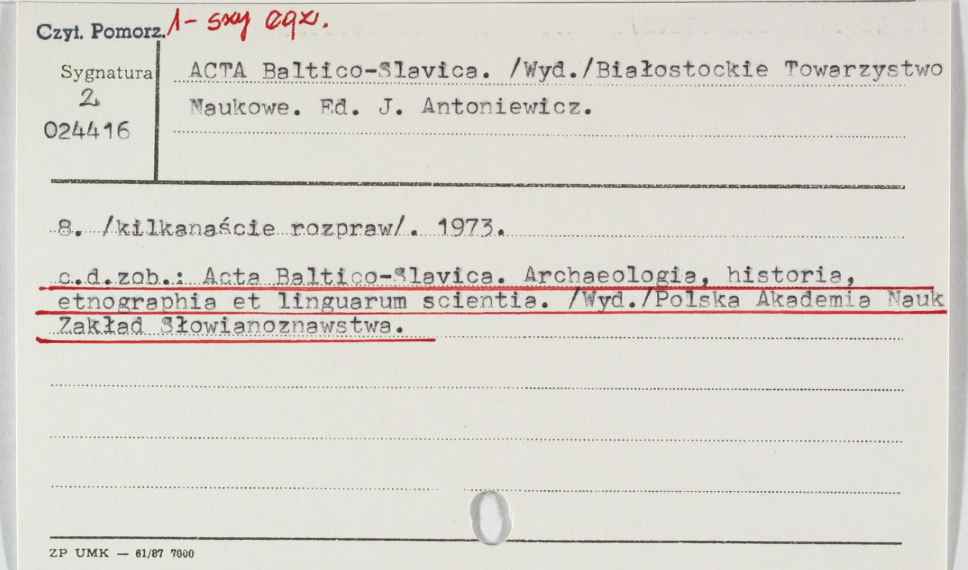 Czyt. Pomorz. 1-szy egz.
Sygnatura
2
024416
ACTA Baltico-Slavica. /Wyd./Białostockie Towarzystwo
Naukowe. Ed. J. Antoniewicz.
8. /kilkanaście rozpraw/. 1973.
c.d.zob.: Acta Baltico-Slavica. Archaeologia, historia,
etnographia et linguarum scientia. /Wyd./Polska Akademia Nauk
Zakład Słowianoznawstwa.
ZP UMK — 61/87 7000